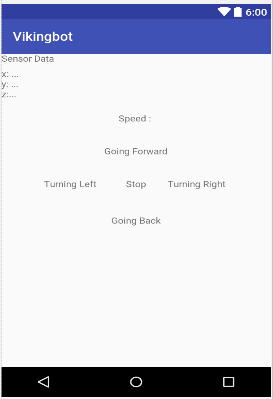 6:00
Vikingbot
Sensor Data
x: ...
y: ...
z:...
Speed :
Going Forward
Turning Left Stop Turning Right
Going Back